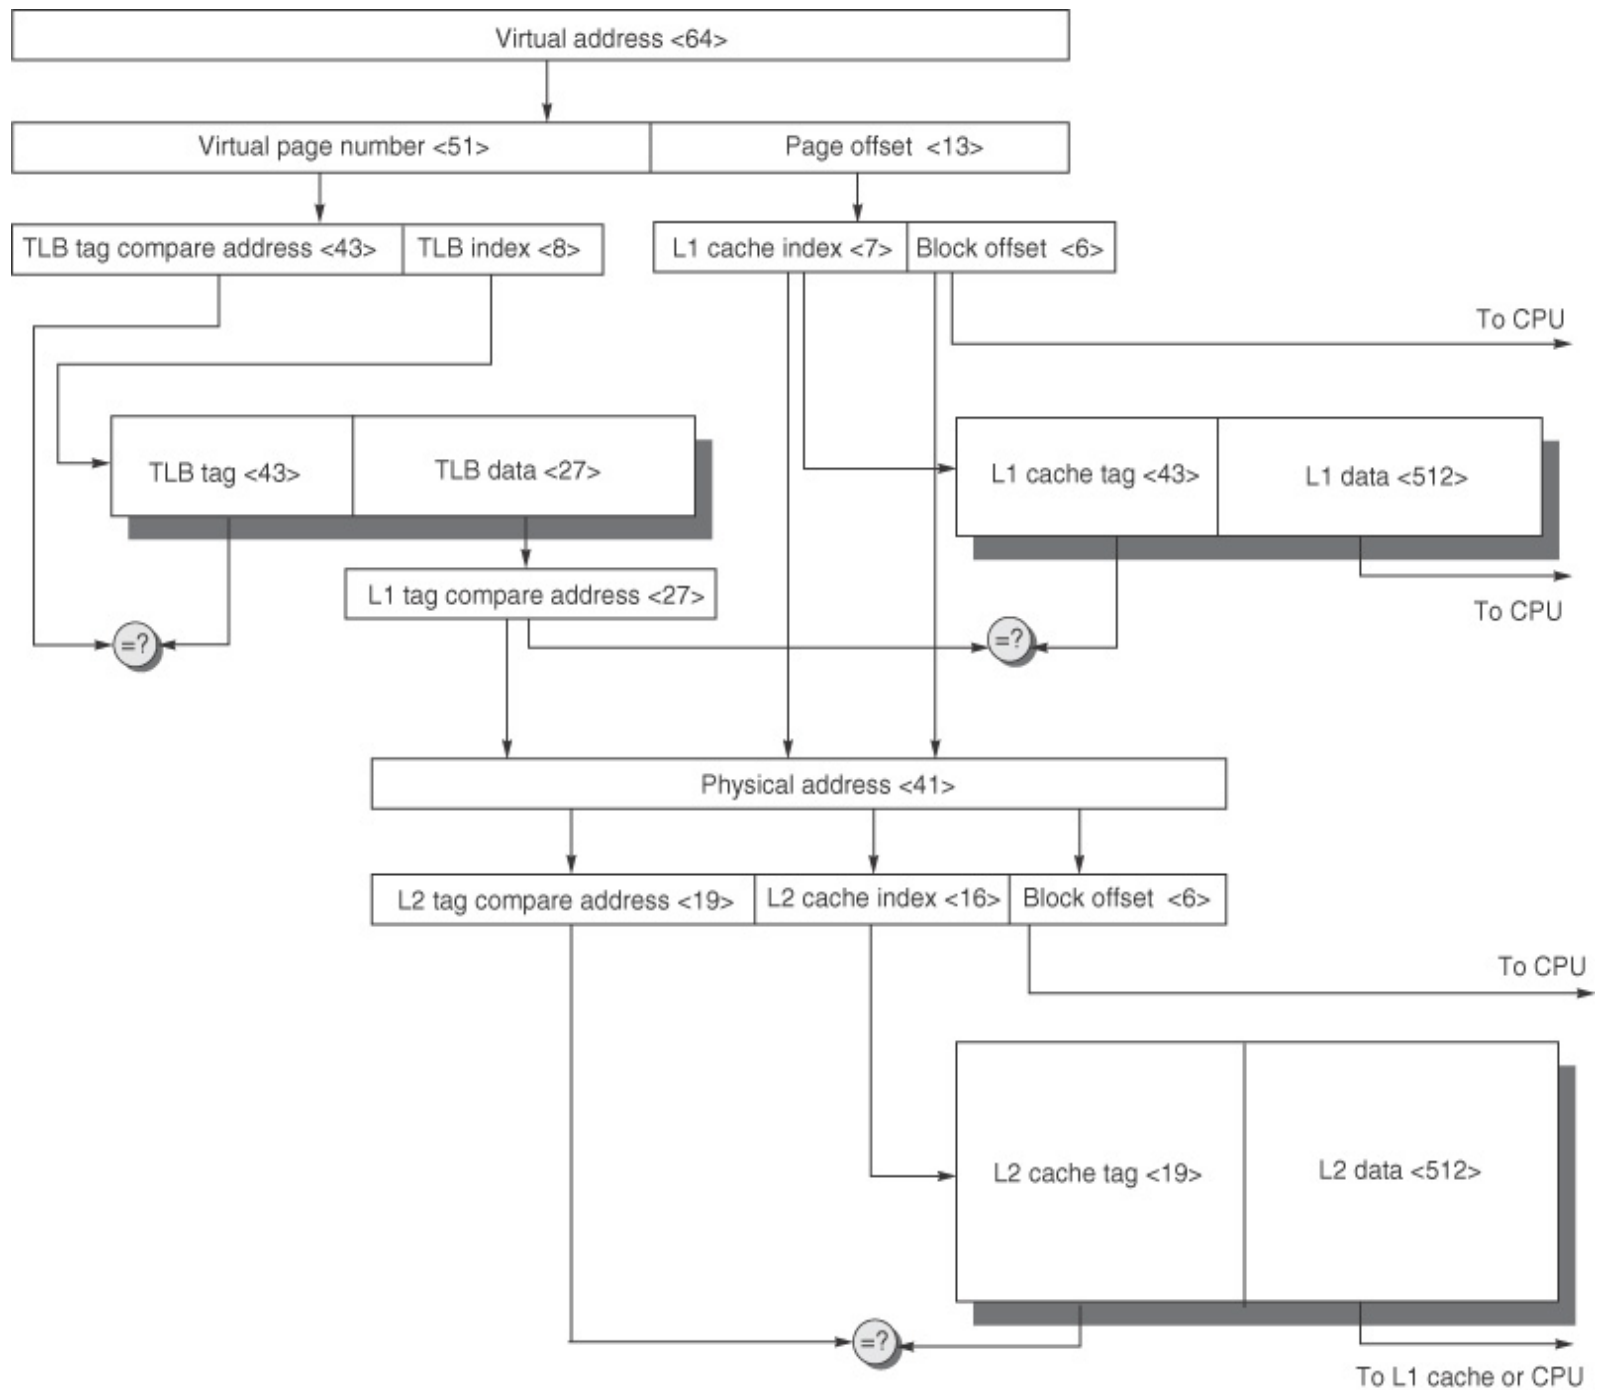 Virtual address <64>
Virtual page number <51>
Page offset <13>
TLB tag compare address <43>
TLB index <8>
L1 cache index <7>
Block offset <6>
To CPU
TLB tag <43>
TLB data <27>
L1 cache tag <43>
L1 data <512>
To CPU
L1 tag compare address <27>
=?
=?
Physical address <41>
L2 tag compare address <19>
L2 cache index <16>
Block offset <6>
To CPU
L2 cache tag <19>
L2 data <512>
=?
To L1 cache or CPU